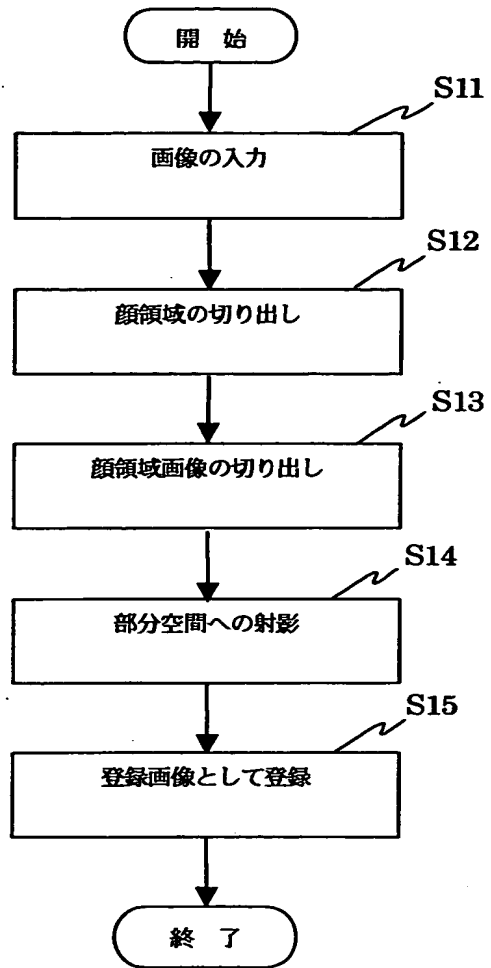 開 始
S11
画像の入力
S12
顔領域の切り出し
S13
顔領域画像の切り出し
S14
部分空間への射影
S15
登録画像として登録
終 了